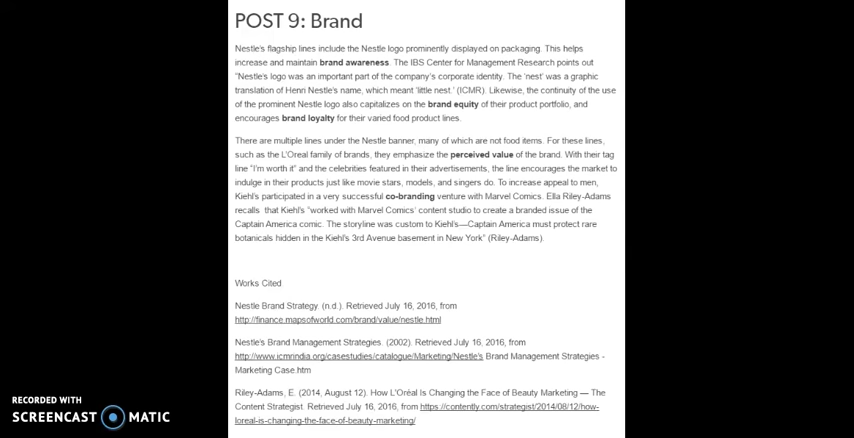 POST 9: Brand
Nestle's flagship lines include the Nestle logo prominently displayed on packaging. This helps
increase and maintain brand awareness. The IBS Center for Management Research points out
"Nestle's logo was an important part of the company's corporate identity. The 'nest' was a graphic
translation of Henri Nestle's name, which meant 'little nest.' (ICMR). Likewise, the continuity of the use
of the prominent Nestle logo also capitalizes on the brand equity of their product portfolio, and
encourages brand loyalty for their varied food product lines.
There are multiple lines under the Nestle banner, many of which are not food items. For these lines,
such as the L'Oreal family of brands, they emphasize the perceived value of the brand. With their tag
line "I'm worth it" and the celebrities featured in their advertisements, the line encourages the market to
indulge in their products just like movie stars, models, and singers do. To increase appeal to men,
Kiehl's participated in a very successful co-branding venture with Marvel Comics. Ella Riley-Adams
recalls that Kiehl's "worked with Marvel Comics' content studio to create a branded issue of the
Captain America comic. The storyline was custom to Kiehl's—Captain America must protect rare
botanicals hidden in the Kiehl's 3rd Avenue basement in New York" (Riley-Adams).
Works Cited
Nestle Brand Strategy. (n.d.). Retrieved July 16, 2016, from
http://finance.mapsofworld.com/brand/value/nestle.html
Nestle's Brand Management Strategies. (2002). Retrieved July 16, 2016, from
http://www.icmrindia.org/casestudies/catalogue/Marketing/Nestle's Brand Management Strategies -
Marketing Case.htm
Riley-Adams, E. (2014, August 12). How L'Oréal Is Changing the Face of Beauty Marketing — The
Content Strategist. Retrieved July 16, 2016, from https://contently.com/strategist/2014/08/12/how-
loreal-is-changing-the-face-of-beauty-marketing/
RECORDED WITH
SCREENCAST MATIC